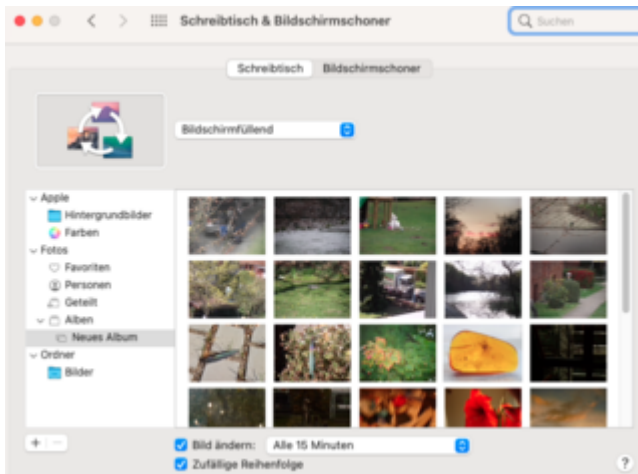 Schreibtisch & Bildschirmschoner
Suchen
Schreibtisch Bildschirmschoner
Bildschirmfüllend
Apple
Hintergrundbilder
Farben
Fotos
Favoriten
Personen
Geteilt
Alben
Neues Album
Ordner
Bilder
+ −
Bild ändern: Alle 15 Minuten
Zufällige Reihenfolge
?